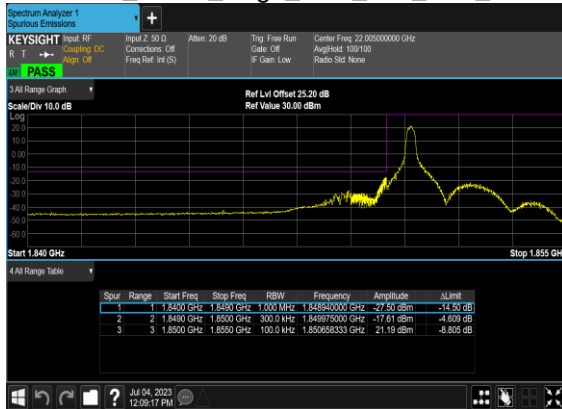 Spectrum Analyzer 1
Spurious Emissions
KEYSIGHT Input: RF Input Z: 50 Ω Atten: 20 dB Trig: Free Run Center Freq: 22.005000000 GHz
R T Coupling: DC Corrections: Off Gate: Off Avg|Hold: 100/100
Align: Off Freq Ref: Int (S) IF Gain: Low Radio Std: None
PASS
3 All Range Graph Ref Lvl Offset 25.20 dB
Scale/Div 10.0 dB Ref Value 30.00 dBm
Log
20.0
10.0
0.00
-10.0
-20.0
-30.0
-40.0
-50.0
-60.0
Start 1.840 GHz Stop 1.855 GH
4 All Range Table
Spur Range Start Freq Stop Freq RBW Frequency Amplitude ΔLimit
1 1 1.8400 GHz 1.8490 GHz 1.000 MHz 1.848940000 GHz -27.50 dBm -14.50 dB
2 2 1.8490 GHz 1.8500 GHz 300.0 kHz 1.849975000 GHz -17.61 dBm -4.609 dB
3 3 1.8500 GHz 1.8550 GHz 100.0 kHz 1.850658333 GHz 21.19 dBm -8.805 dB
? Jul 04, 2023
12:09:17 PM